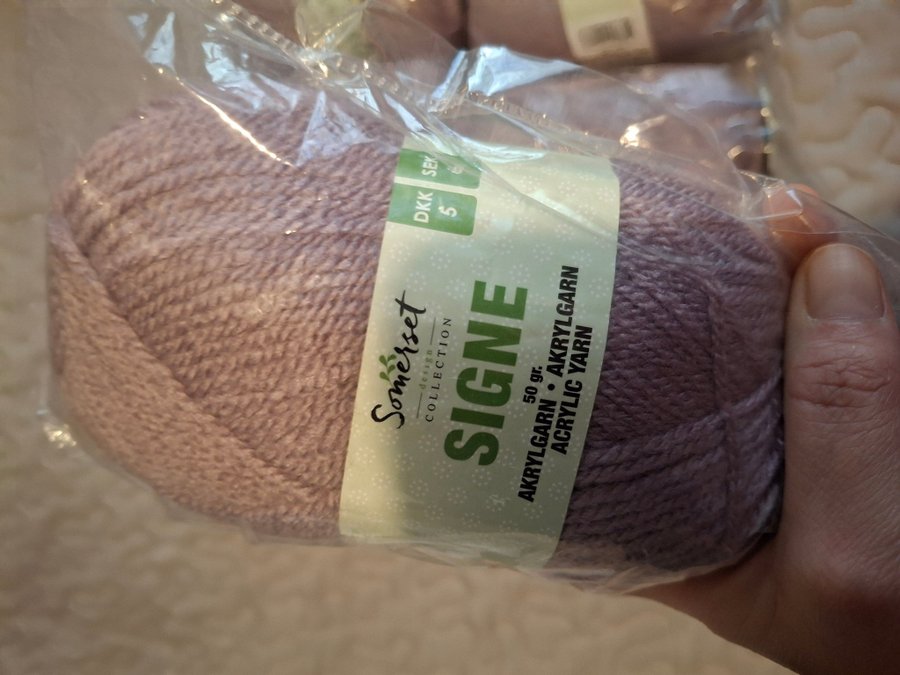 DKK
5
SEK
Somerset
design
COLLECTION
SIGNE
50 gr.
AKRYLGARN • AKRYLGARN
ACRYLIC YARN